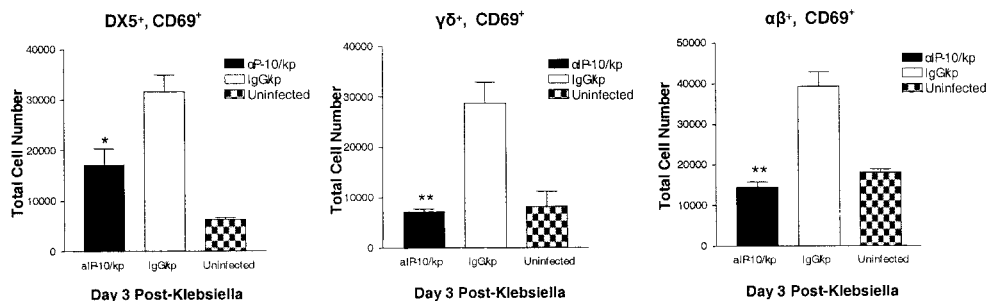 DX5+, CD69+
40000
30000
20000
10000
0
Total Cell Number
αIP-10/kp
IgG/kp
Uninfected
*
aIP-10/kp
IgG/kp
Uninfected
Day 3 Post-Klebsiella
γδ+, CD69+
40000
30000
20000
10000
0
Total Cell Number
αIP-10/kp
IgG/kp
Uninfected
**
aIP-10/kp
IgG/kp
Uninfected
Day 3 Post-Klebsiella
αβ+, CD69+
50000
40000
30000
20000
10000
0
Total Cell Number
αIP-10/kp
IgG/kp
Uninfected
**
aIP-10/kp
IgG/kp
Uninfected
Day 3 Post-Klebsiella